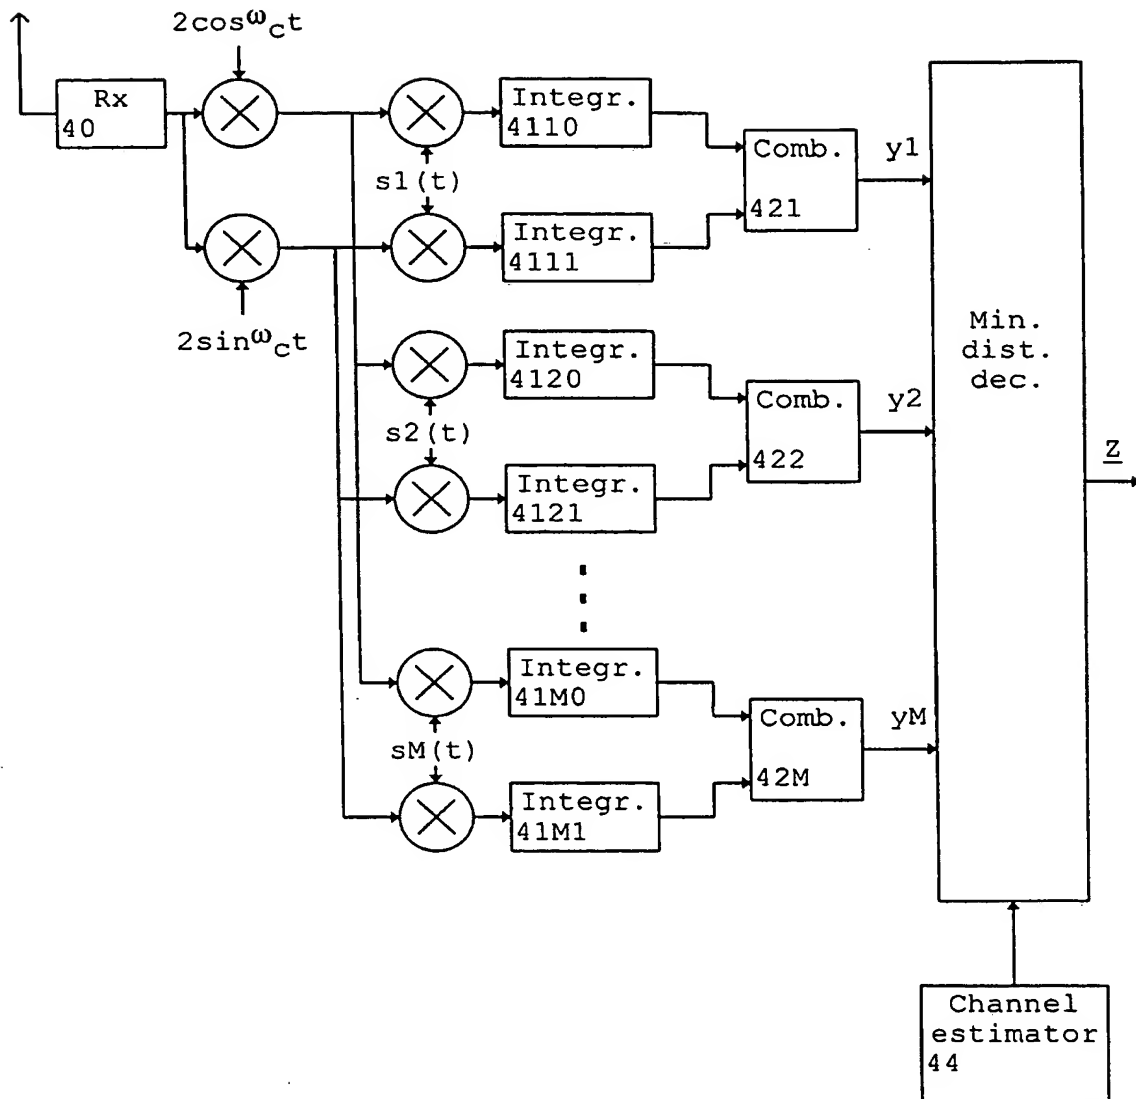 2cosωct
Rx
40
Integr.
4110
Comb.
421
y1
s1(t)
Integr.
4111
2sinωct
Min.
dist.
dec.
Integr.
4120
Comb.
422
y2
s2(t)
Integr.
4121
Z
Integr.
41M0
Comb.
42M
yM
sM(t)
Integr.
41M1
Channel
estimator
44